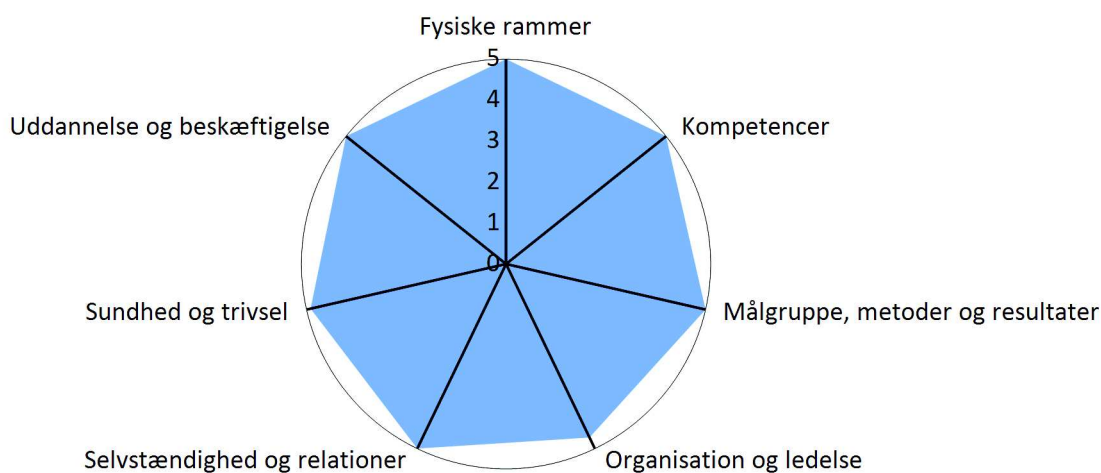 Fysiske rammer
5
4
3
2
1
0
Uddannelse og beskæftigelse
Kompetencer
Sundhed og trivsel
Målgruppe, metoder og resultater
Selvstændighed og relationer
Organisation og ledelse